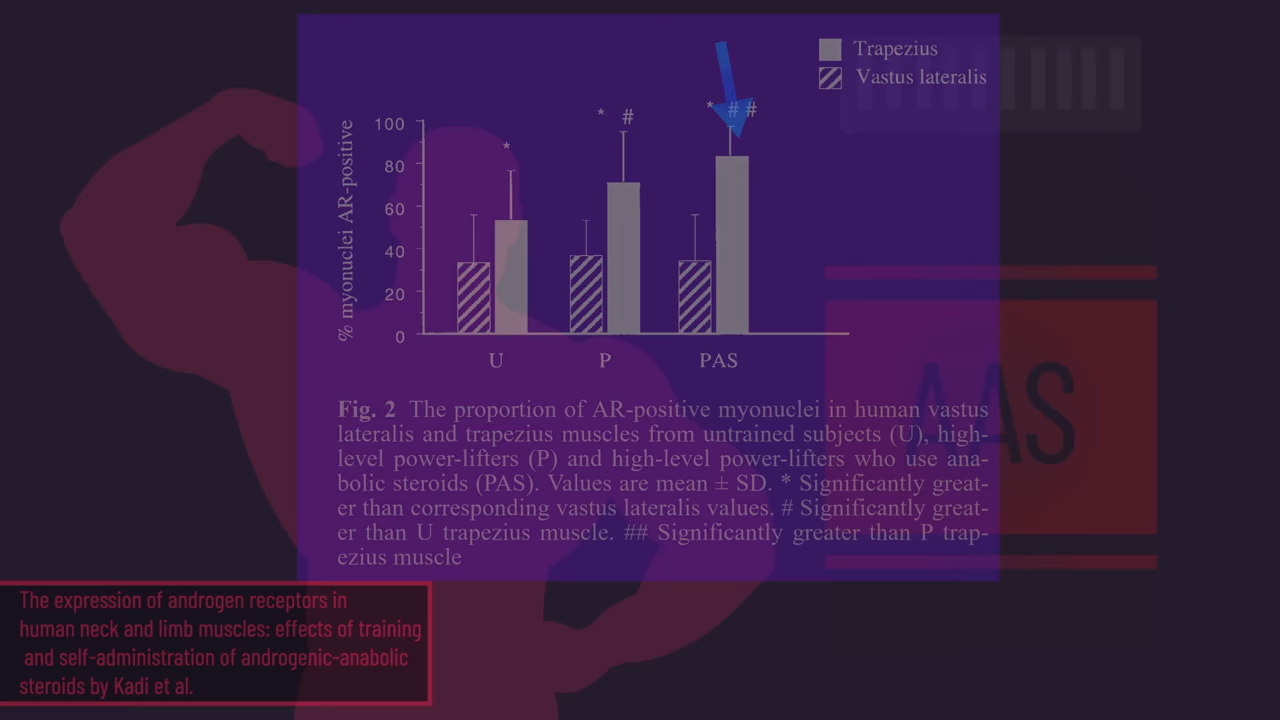 Trapezius
Vastus lateralis
% myonuclei AR-positive
100
80
60
40
20
0
*
* #
* # #
U P PAS
Fig. 2 The proportion of AR-positive myonuclei in human vastus
lateralis and trapezius muscles from untrained subjects (U), high-
level power-lifters (P) and high-level power-lifters who use ana-
bolic steroids (PAS). Values are mean ± SD. * Significantly great-
er than corresponding vastus lateralis values. # Significantly great-
er than U trapezius muscle. ## Significantly greater than P trap-
ezius muscle
AAS
The expression of androgen receptors in
human neck and limb muscles: effects of training
and self-administration of androgenic-anabolic
steroids by Kadi et al.